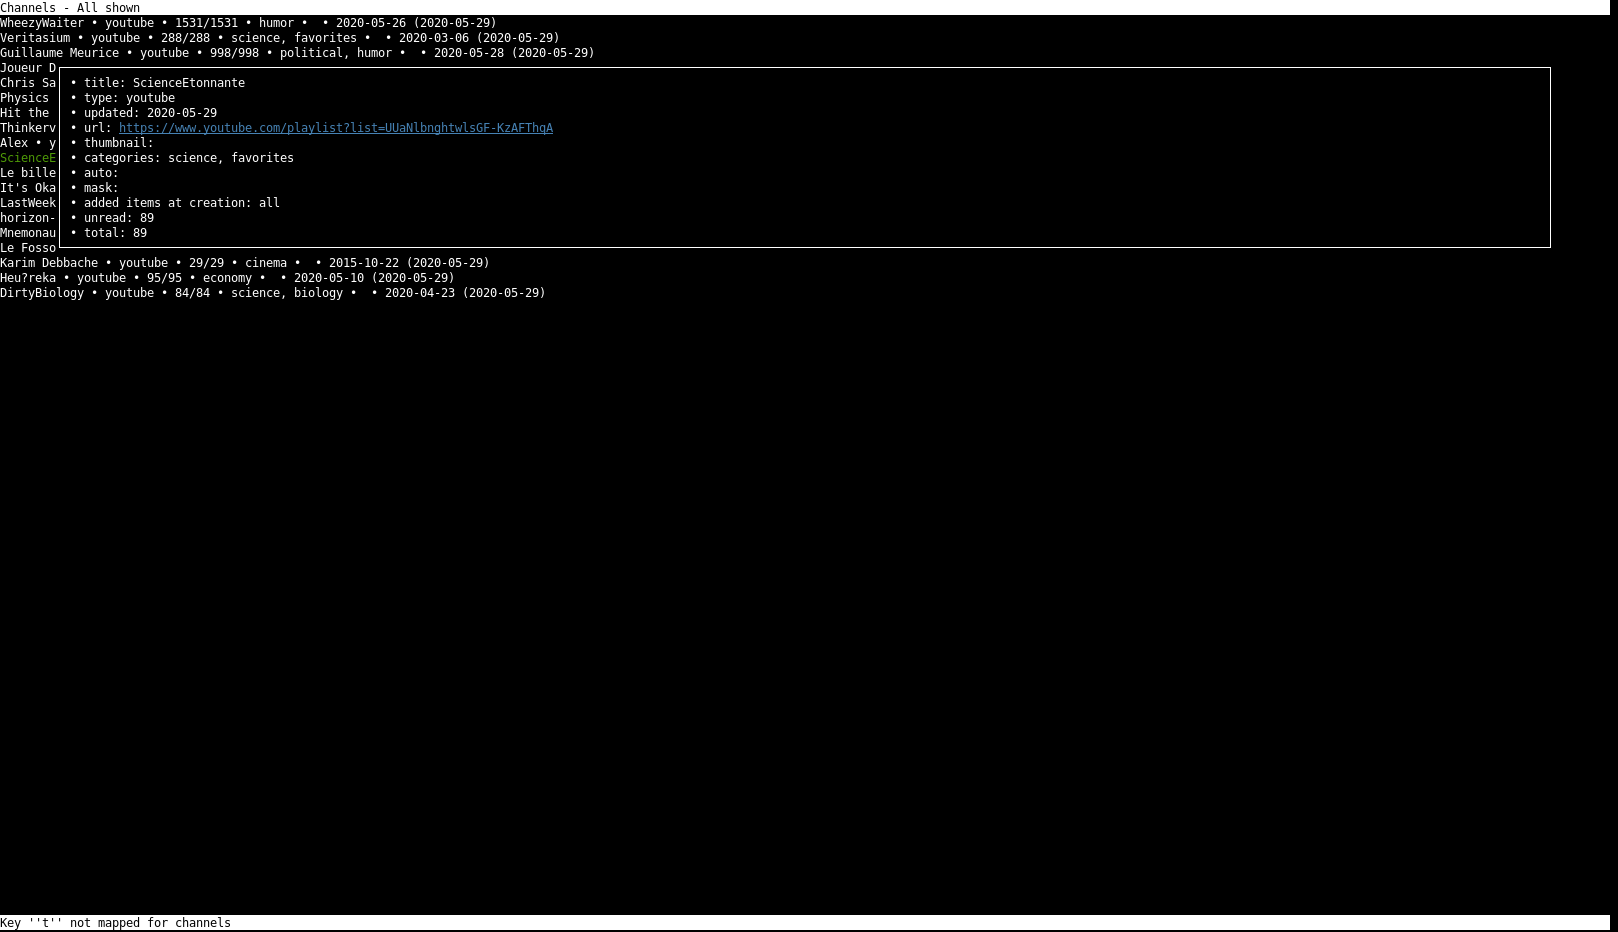 Channels - All shown
WheezyWaiter • youtube • 1531/1531 • humor •  • 2020-05-26 (2020-05-29)
Veritasium • youtube • 288/288 • science, favorites •  • 2020-03-06 (2020-05-29)
Guillaume Meurice • youtube • 998/998 • political, humor •  • 2020-05-28 (2020-05-29)
Joueur D
Chris Sa • title: ScienceEtonnante
Physics • type: youtube
Hit the • updated: 2020-05-29
Thinkerv • url: https://www.youtube.com/playlist?list=UUaNlbnghtwlsGF-KzAFThqA
Alex • y • thumbnail:
ScienceE • categories: science, favorites
Le bille • auto:
It's Oka • mask:
LastWeek • added items at creation: all
horizon- • unread: 89
Mnemonau • total: 89
Le Fosso
Karim Debbache • youtube • 29/29 • cinema •  • 2015-10-22 (2020-05-29)
Heu?reka • youtube • 95/95 • economy •  • 2020-05-10 (2020-05-29)
DirtyBiology • youtube • 84/84 • science, biology •  • 2020-04-23 (2020-05-29)
Key ''t'' not mapped for channels